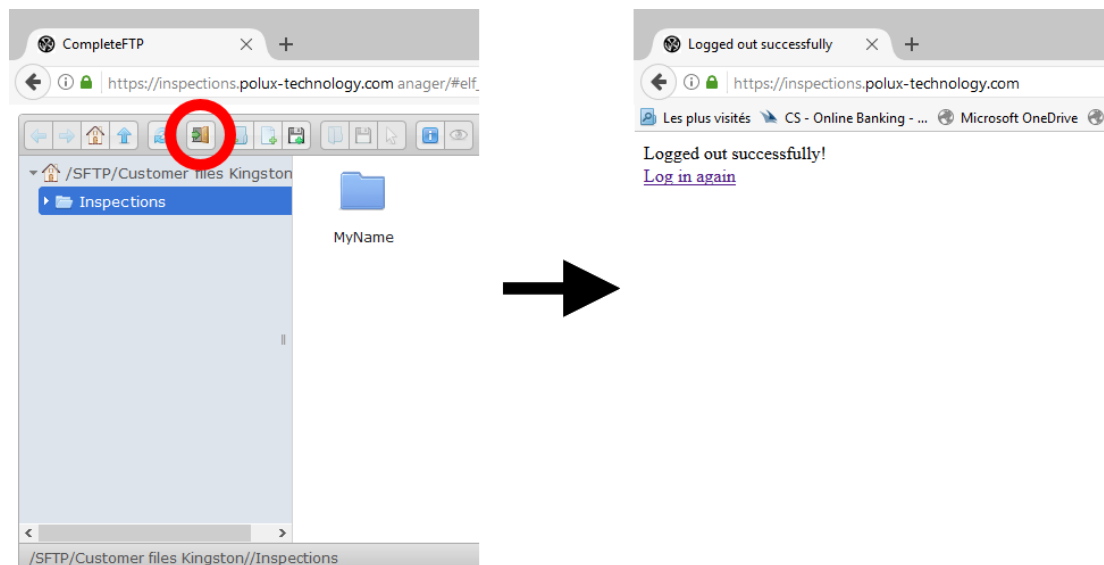 CompleteFTP
https://inspections.polux-technology.com anager/#elf_
/SFTP/Customer files Kingston
Inspections
MyName
/SFTP/Customer files Kingston//Inspections
Logged out successfully
https://inspections.polux-technology.com
Les plus visités CS - Online Banking - ... Microsoft OneDrive
Logged out successfully!
Log in again